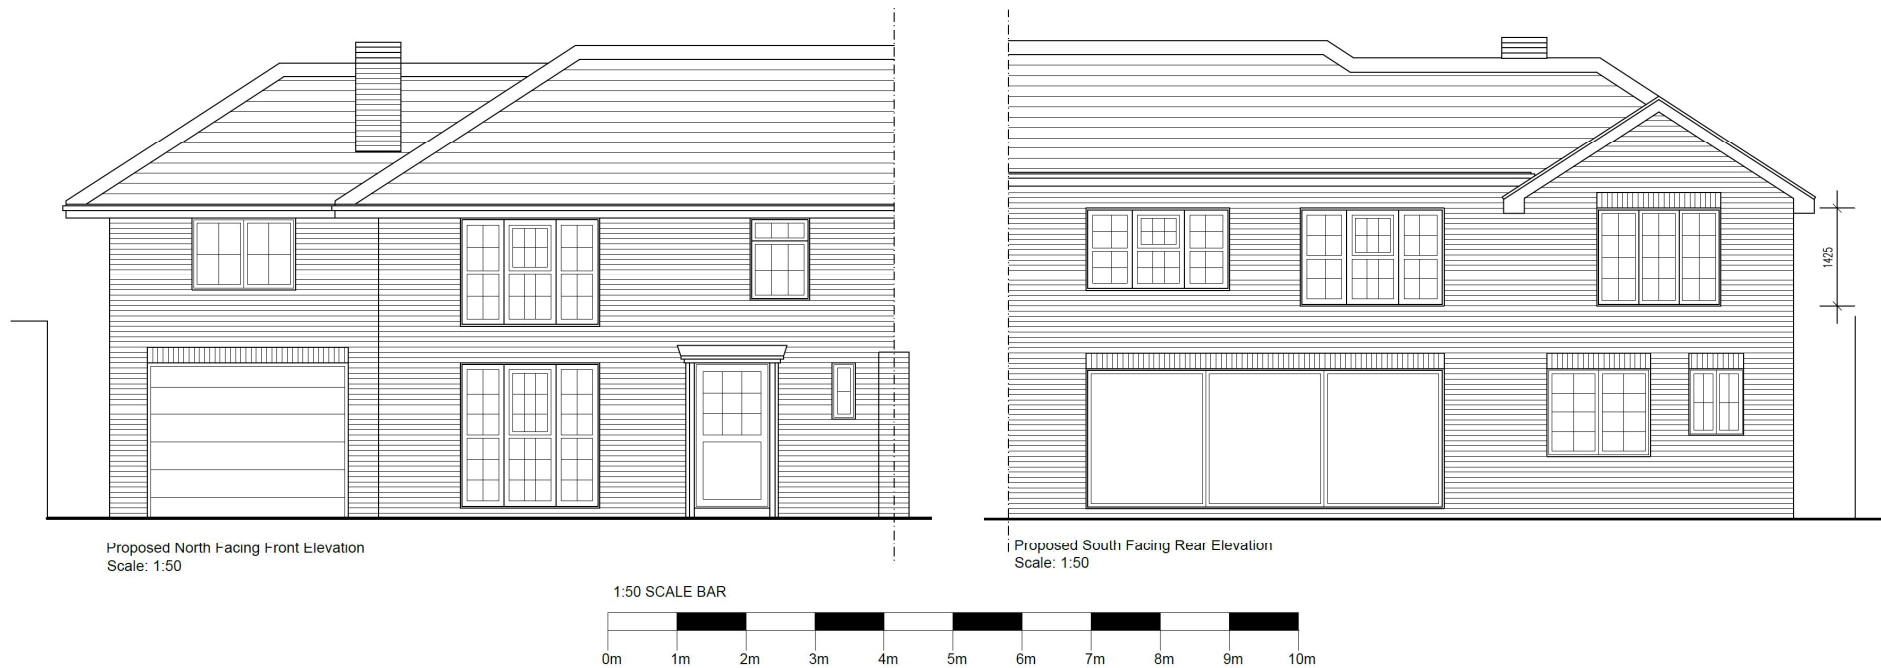 1425
Proposed North Facing Front Elevation
Scale: 1:50
Proposed South Facing Rear Elevation
Scale: 1:50
1:50 SCALE BAR
0m 1m 2m 3m 4m 5m 6m 7m 8m 9m 10m